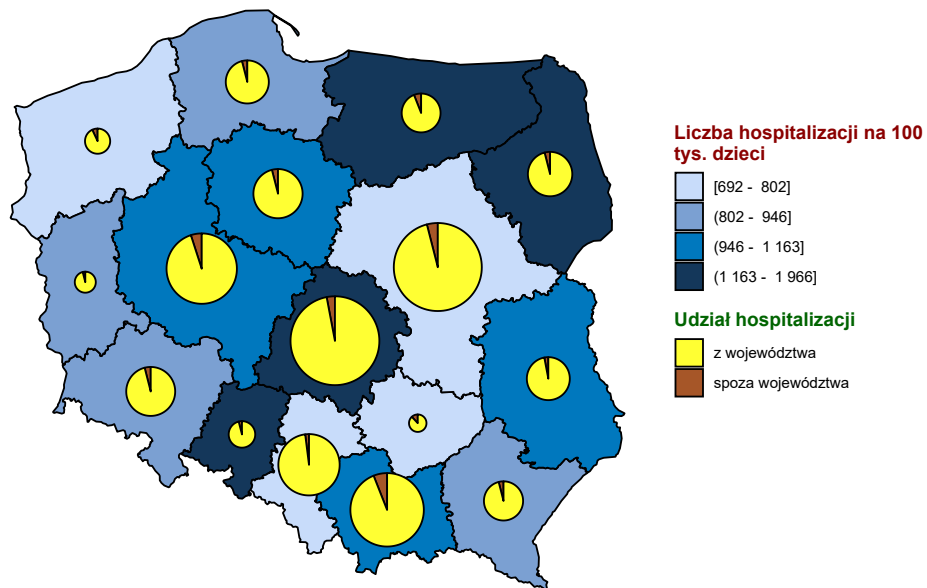 Liczba hospitalizacji na 100
tys. dzieci
[692 - 802]
(802 - 946]
(946 - 1 163]
(1 163 - 1 966]
Udział hospitalizacji
z województwa
spoza województwa